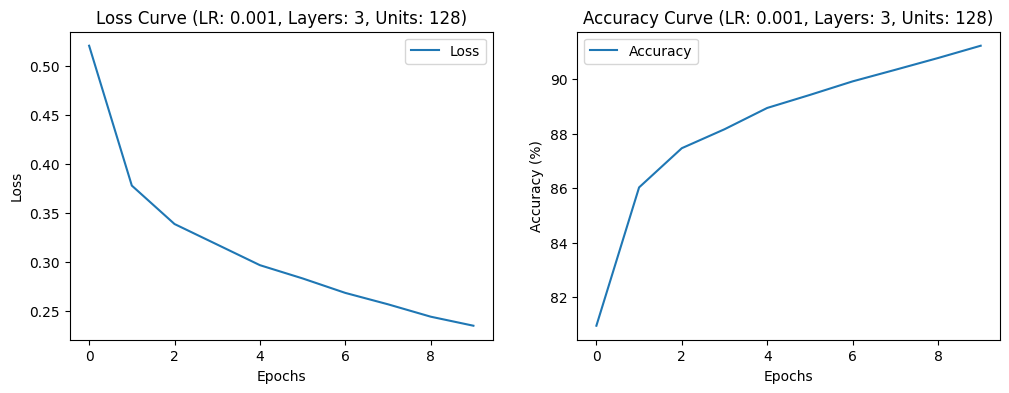 Loss Curve (LR: 0.001, Layers: 3, Units: 128)
Loss
0.50
0.45
0.40
0.35
0.30
0.25
Loss
0 2 4 6 8
Epochs
Accuracy Curve (LR: 0.001, Layers: 3, Units: 128)
Accuracy
90
88
86
84
82
Accuracy (%)
0 2 4 6 8
Epochs